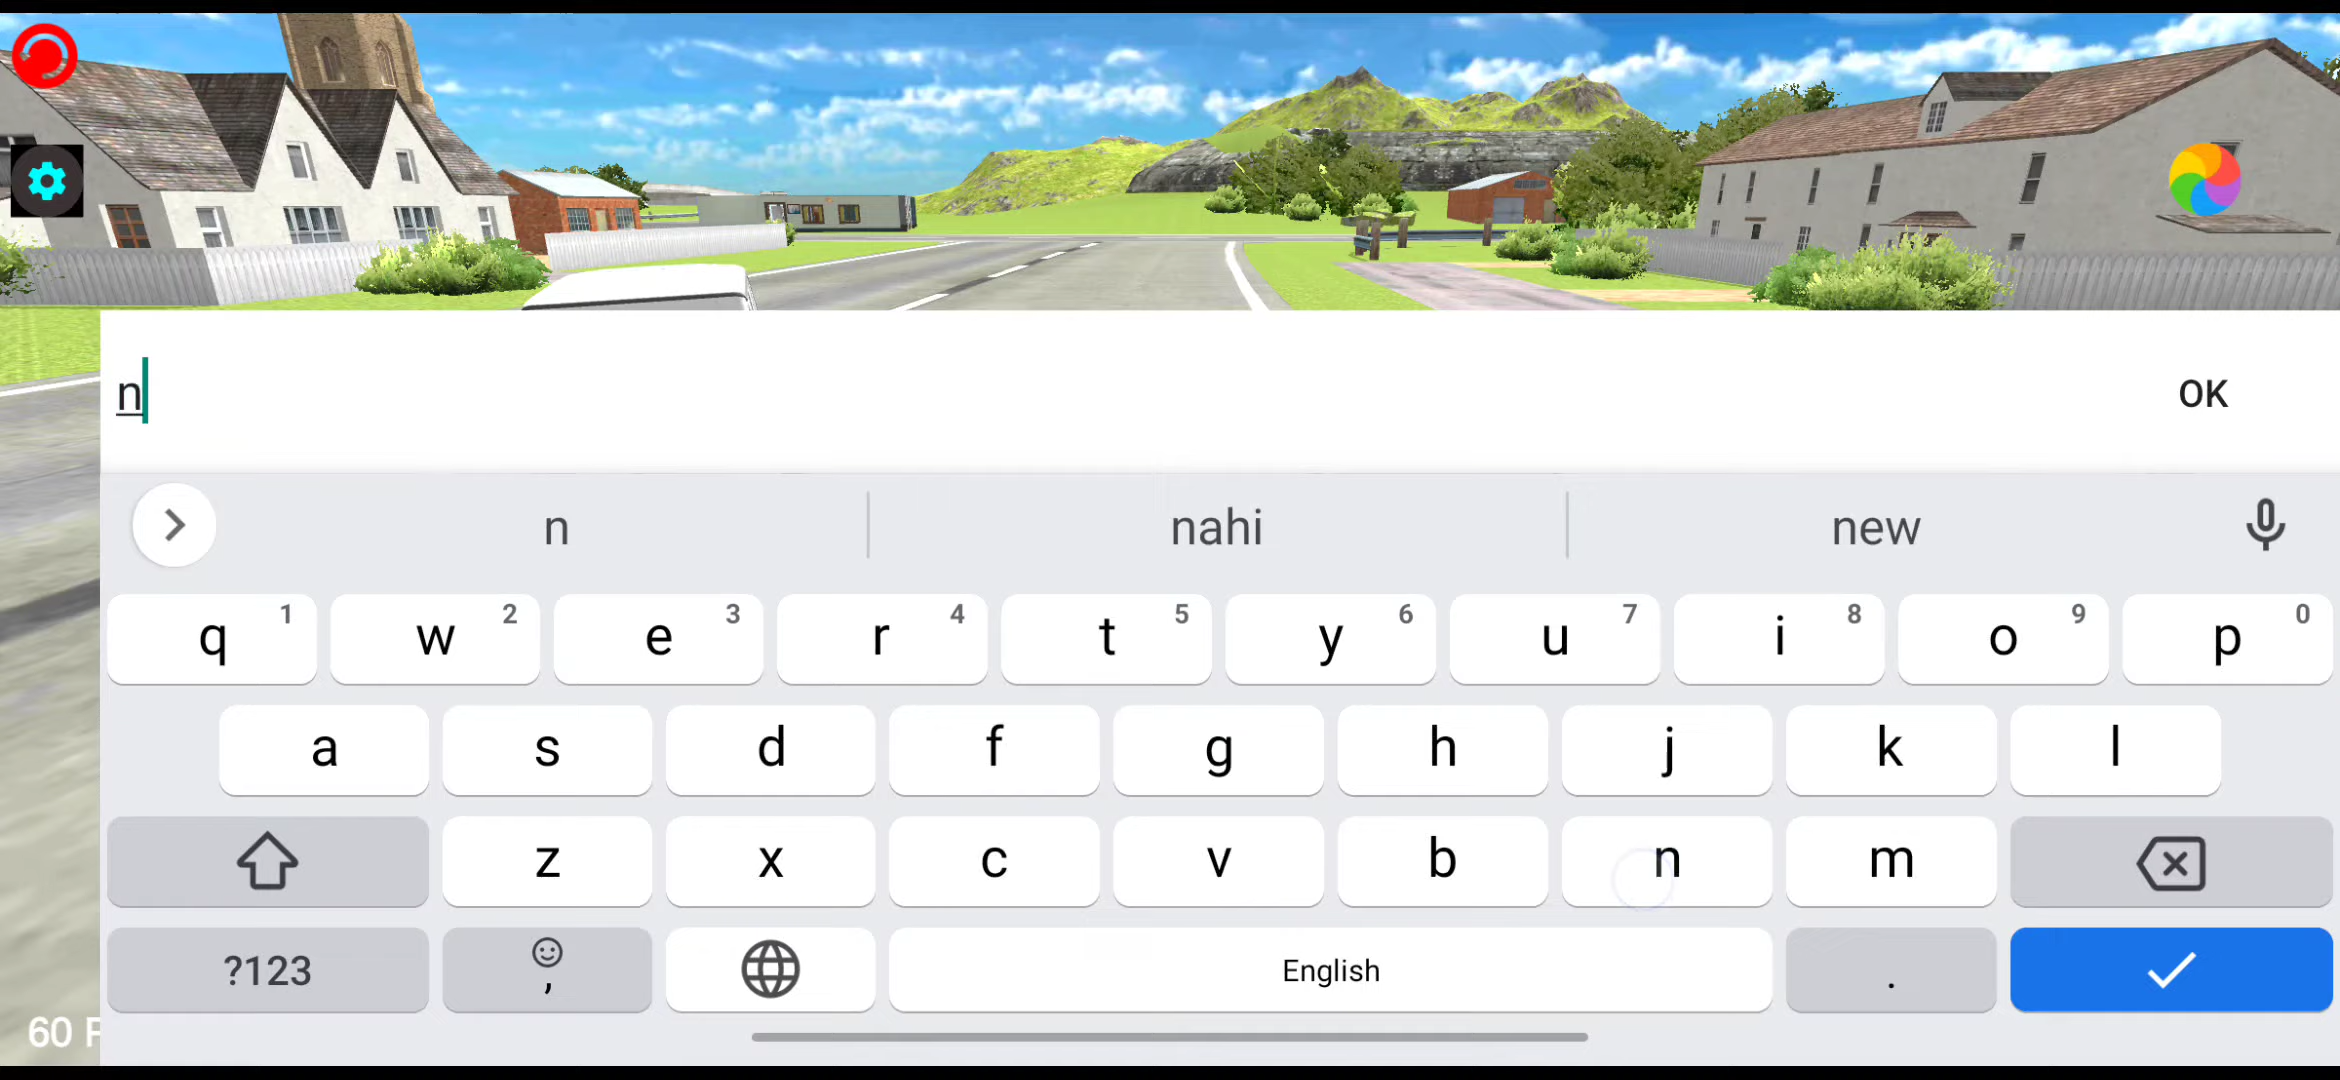 n
OK
n nahi new
q 1 w 2 e 3 r 4 t 5 y 6 u 7 i 8 o 9 p 0
a s d f g h j k l
z x c v b n m
?123 , English .
60 F